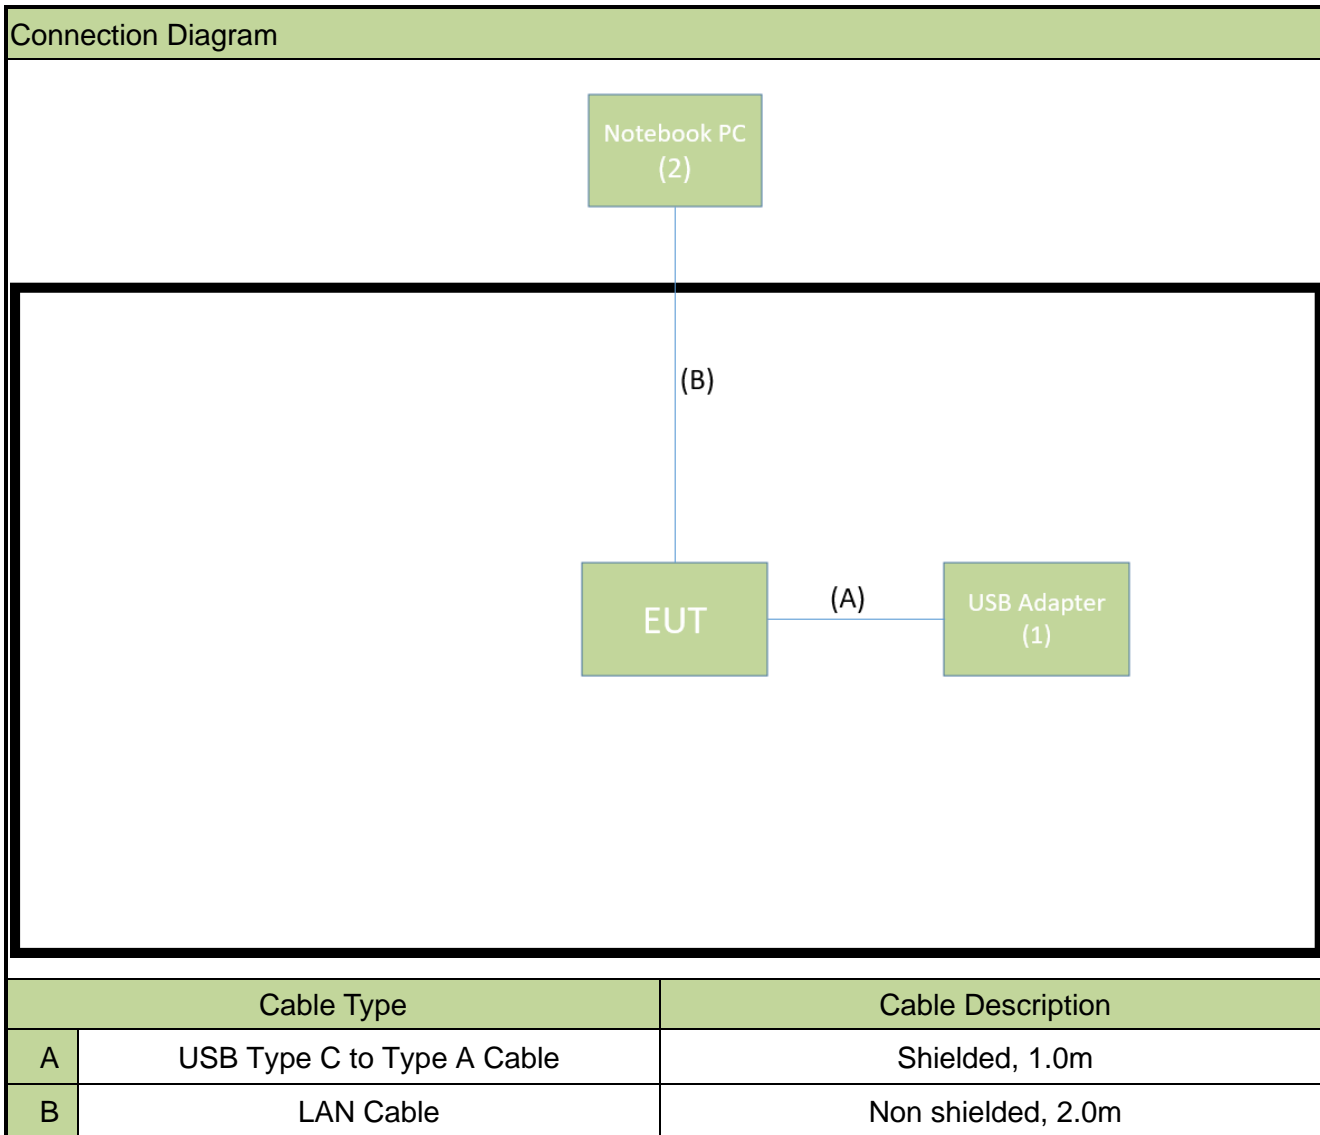 Connection Diagram
Notebook PC
(2)
(B)
EUT
(A)
USB Adapter
(1)
Cable Type Cable Description
A USB Type C to Type A Cable Shielded, 1.0m
B LAN Cable Non shielded, 2.0m